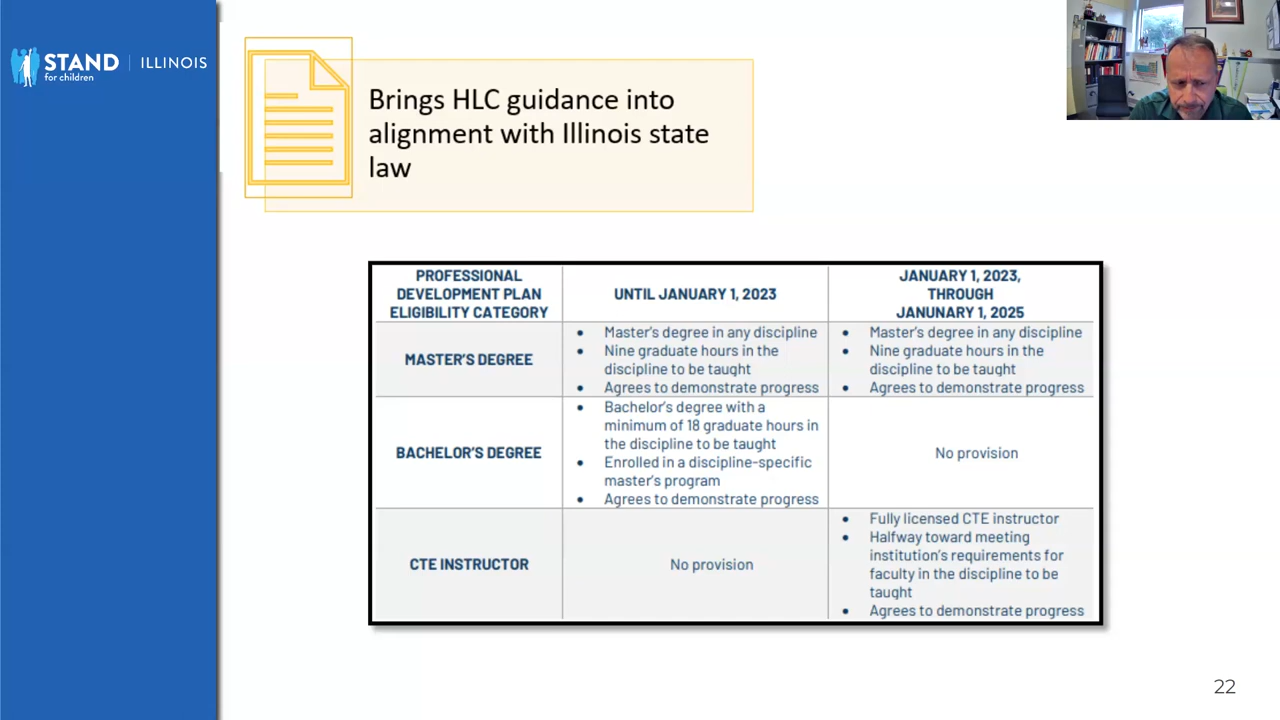 STAND
for children
ILLINOIS
Brings HLC guidance into
alignment with Illinois state
law
PROFESSIONAL
DEVELOPMENT PLAN
ELIGIBILITY CATEGORY
UNTIL JANUARY 1, 2023
JANUARY 1, 2023,
THROUGH
JANUNARY 1, 2025
MASTER'S DEGREE
• Master's degree in any discipline
• Nine graduate hours in the
discipline to be taught
• Agrees to demonstrate progress
• Master's degree in any discipline
• Nine graduate hours in the
discipline to be taught
• Agrees to demonstrate progress
BACHELOR'S DEGREE
• Bachelor's degree with a
minimum of 18 graduate hours in
the discipline to be taught
• Enrolled in a discipline-specific
master's program
• Agrees to demonstrate progress
No provision
CTE INSTRUCTOR
No provision
• Fully licensed CTE instructor
• Halfway toward meeting
institution's requirements for
faculty in the discipline to be
taught
• Agrees to demonstrate progress
22